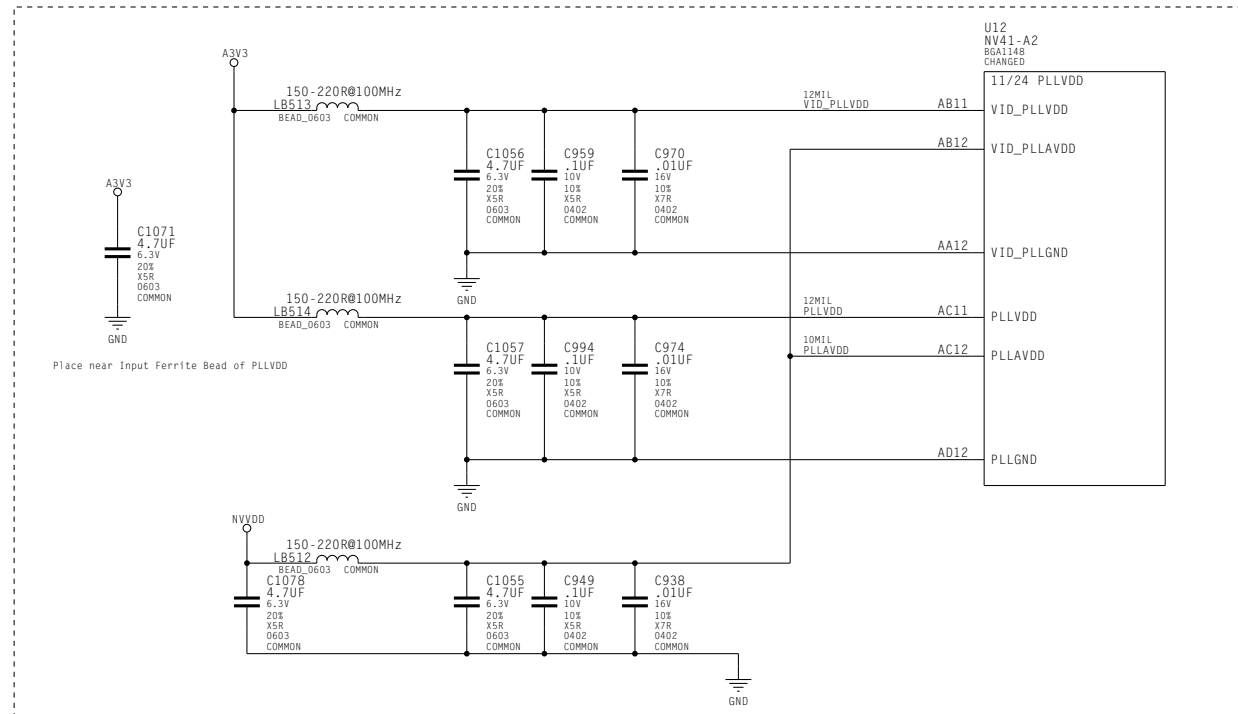 U12
NV41-A2
BGA1148
CHANGED
11/24 PLLVDD
A3V3
150-220R@100MHz
LB513
BEAD_0603 COMMON
12MIL
VID_PLLVDD
AB11
VID_PLLVDD
AB12
VID_PLLAVDD
C1056
4.7UF
6.3V
20%
X5R
0603
COMMON
C959
.1UF
10V
10%
X5R
0402
COMMON
C970
.01UF
16V
10%
X7R
0402
COMMON
A3V3
C1071
4.7UF
6.3V
20%
X5R
0603
COMMON
GND
Place near Input Ferrite Bead of PLLVDD
AA12
VID_PLLGND
GND
150-220R@100MHz
LB514
BEAD_0603 COMMON
12MIL
PLLVDD
AC11
PLLVDD
10MIL
PLLAVDD
AC12
PLLAVDD
C1057
4.7UF
6.3V
20%
X5R
0603
COMMON
C994
.1UF
10V
10%
X5R
0402
COMMON
C974
.01UF
16V
10%
X7R
0402
COMMON
AD12
PLLGND
GND
NVVDD
150-220R@100MHz
LB512
BEAD_0603 COMMON
C1078
4.7UF
6.3V
20%
X5R
0603
COMMON
C1055
4.7UF
6.3V
20%
X5R
0603
COMMON
C949
.1UF
10V
10%
X5R
0402
COMMON
C938
.01UF
16V
10%
X7R
0402
COMMON
GND